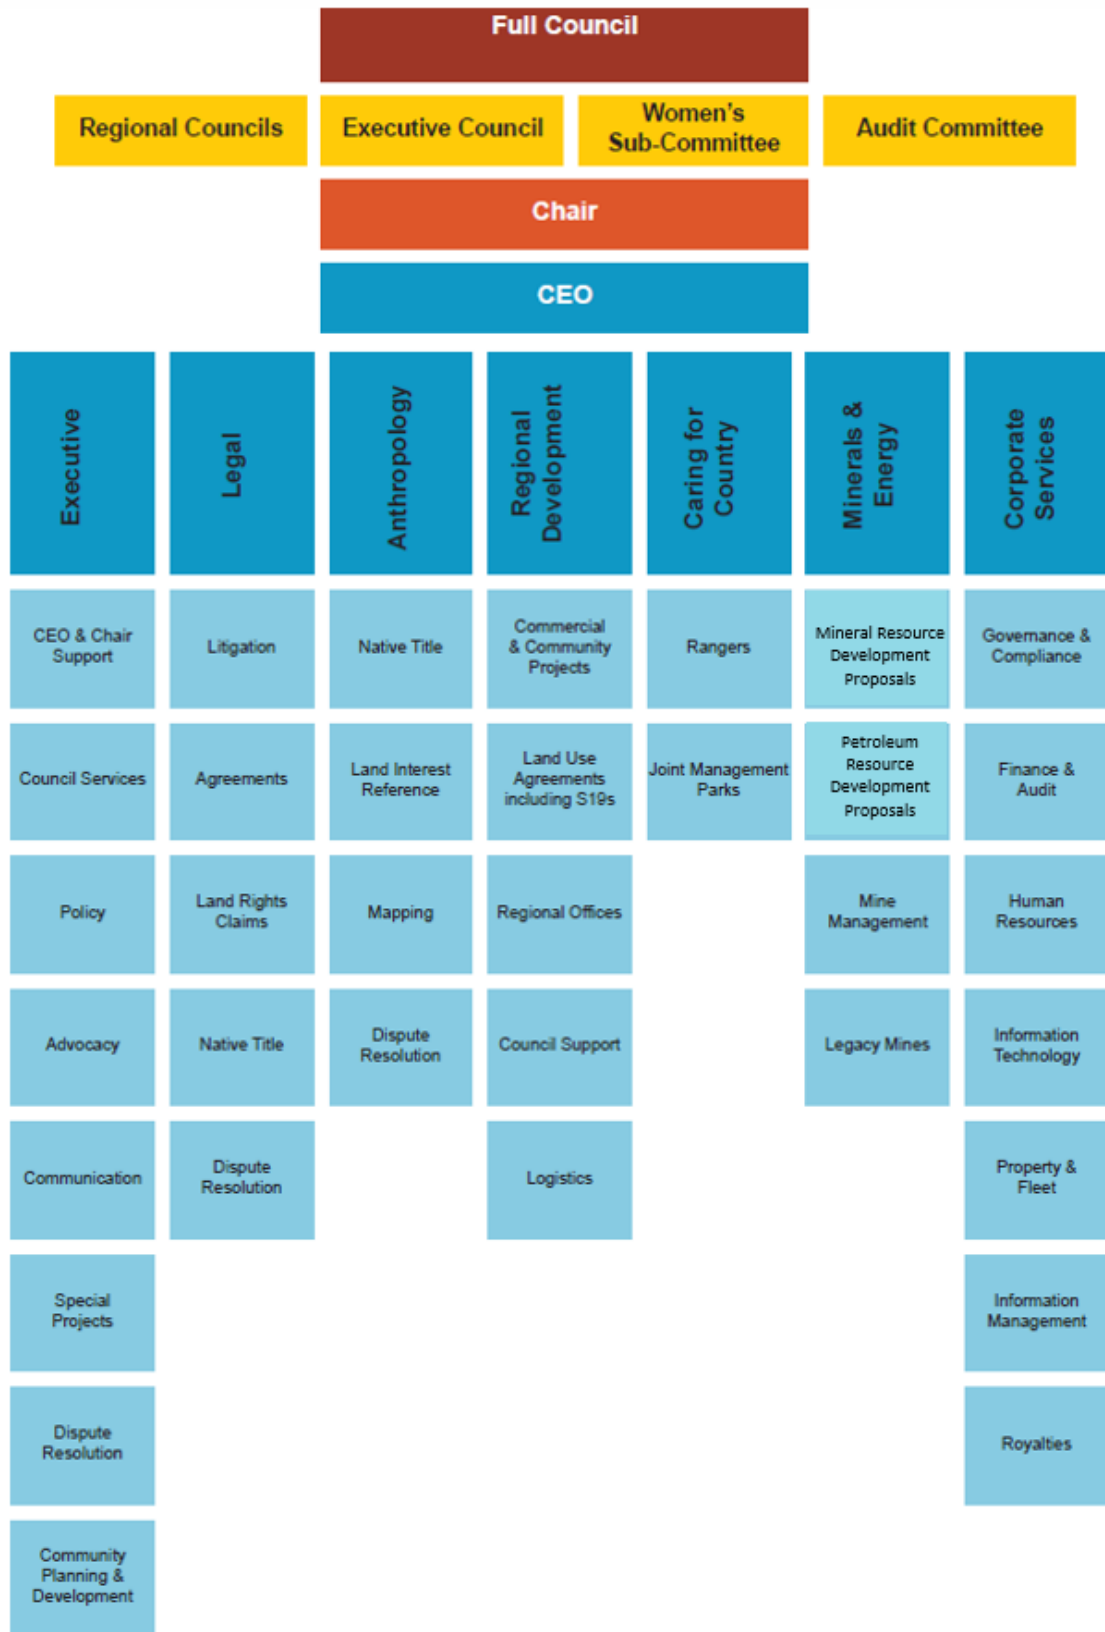 Full Council
Regional Councils
Executive Council
Women's
Sub-Committee
Audit Committee
Chair
CEO
Executive
Legal
Anthropology
Regional
Development
Caring for
Country
Minerals &
Energy
Corporate
Services
CEO & Chair
Support
Litigation
Native Title
Commercial
& Community
Projects
Rangers
Mineral Resource
Development
Proposals
Governance &
Compliance
Council Services
Agreements
Land Interest
Reference
Land Use
Agreements
including S19s
Joint Management
Parks
Petroleum
Resource
Development
Proposals
Finance &
Audit
Policy
Land Rights
Claims
Mapping
Regional Offices
Mine
Management
Human
Resources
Advocacy
Native Title
Dispute
Resolution
Council Support
Legacy Mines
Information
Technology
Communication
Dispute
Resolution
Logistics
Property &
Fleet
Special
Projects
Information
Management
Dispute
Resolution
Royalties
Community
Planning &
Development